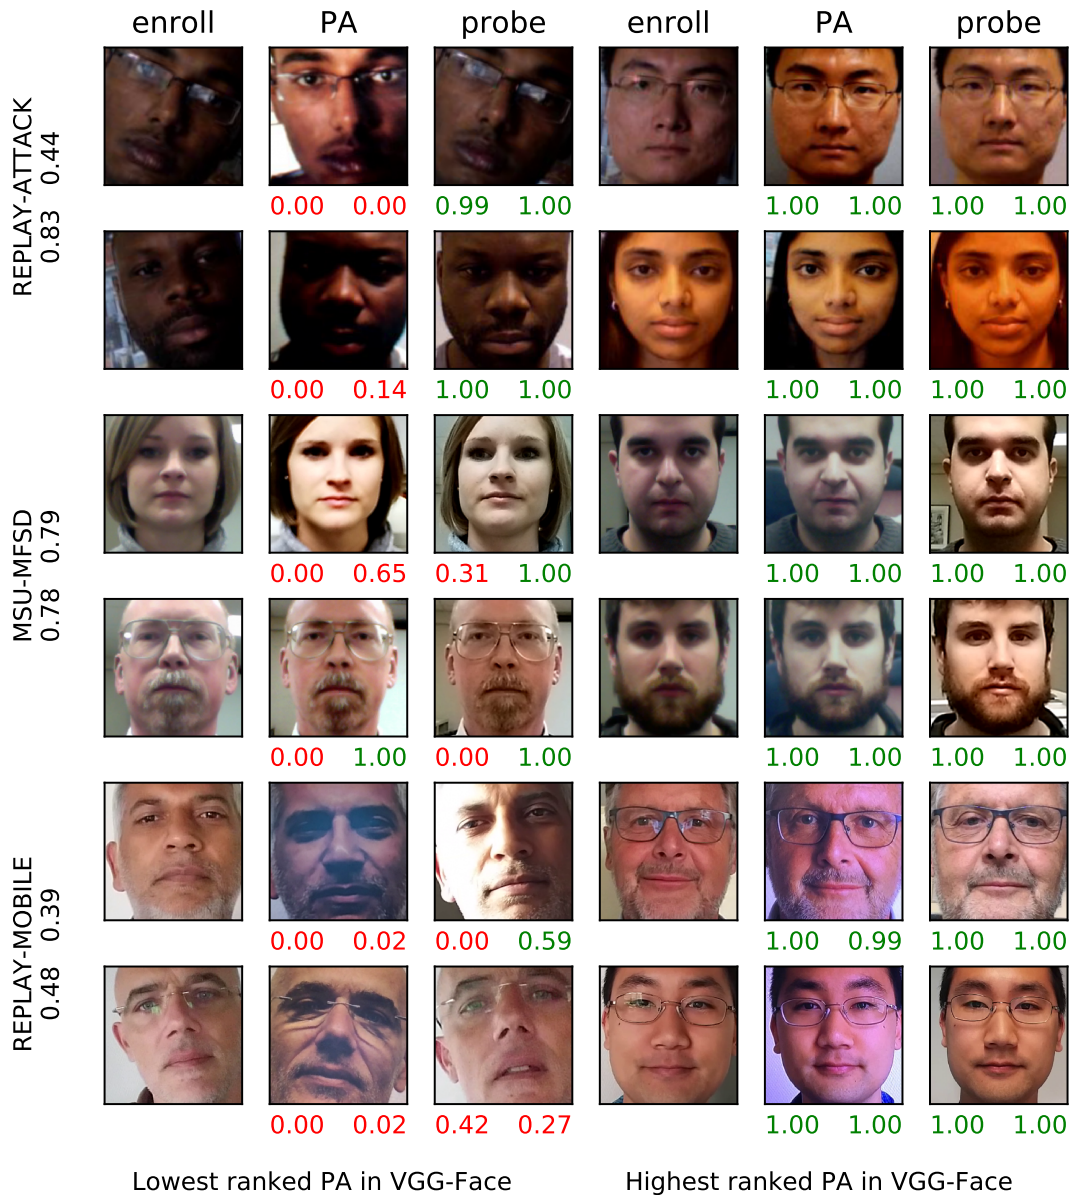 enroll PA probe enroll PA probe
REPLAY-ATTACK
0.83 0.44
0.00 0.00 0.99 1.00 1.00 1.00 1.00 1.00
0.00 0.14 1.00 1.00 1.00 1.00 1.00 1.00
MSU-MFSD
0.78 0.79
0.00 0.65 0.31 1.00 1.00 1.00 1.00 1.00
0.00 1.00 0.00 1.00 1.00 1.00 1.00 1.00
REPLAY-MOBILE
0.48 0.39
0.00 0.02 0.00 0.59 1.00 0.99 1.00 1.00
0.00 0.02 0.42 0.27 1.00 1.00 1.00 1.00
Lowest ranked PA in VGG-Face Highest ranked PA in VGG-Face